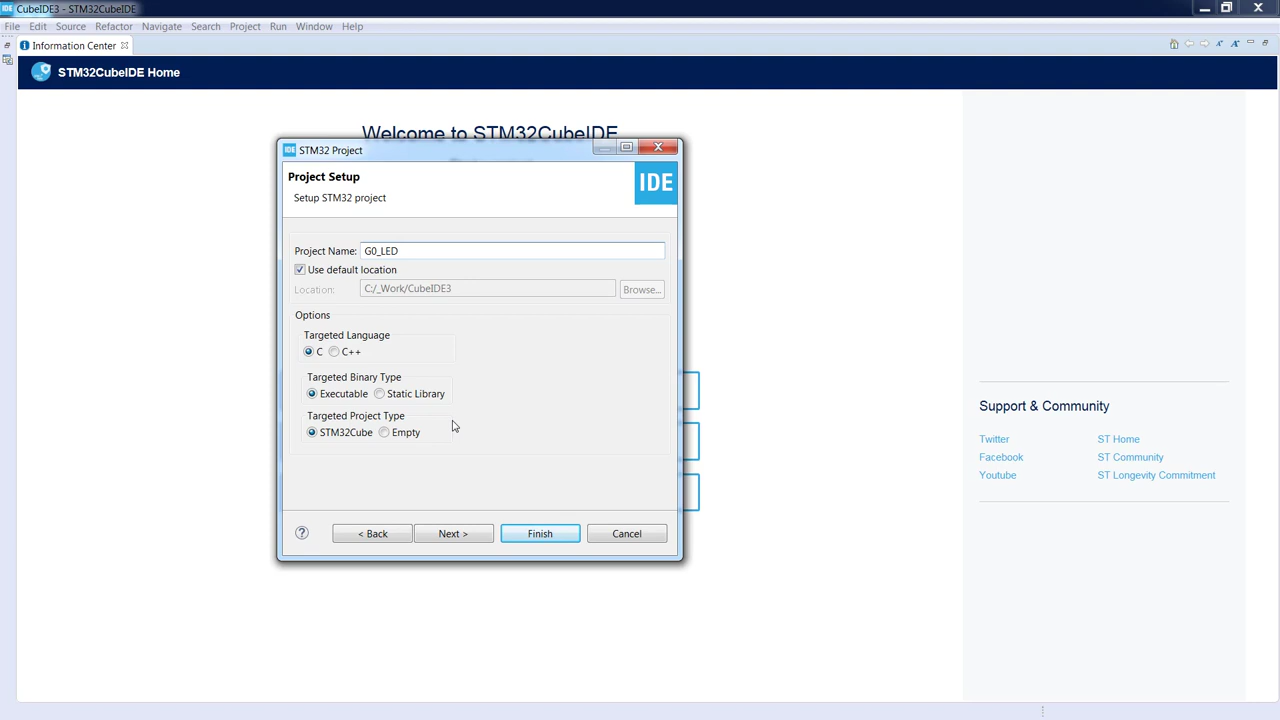 IDE CubeIDE3 - STM32CubeIDE
File Edit Source Refactor Navigate Search Project Run Window Help
Information Center
STM32CubeIDE Home
Welcome to STM32CubeIDE
IDE STM32 Project
Project Setup
IDE
Setup STM32 project
Project Name: G0_LED
Use default location
Location: C:/_Work/CubeIDE3 Browse...
Options
Targeted Language
C C++
Targeted Binary Type
Executable Static Library
Targeted Project Type
STM32Cube Empty
? < Back Next > Finish Cancel
Support & Community
Twitter ST Home
Facebook ST Community
Youtube ST Longevity Commitment